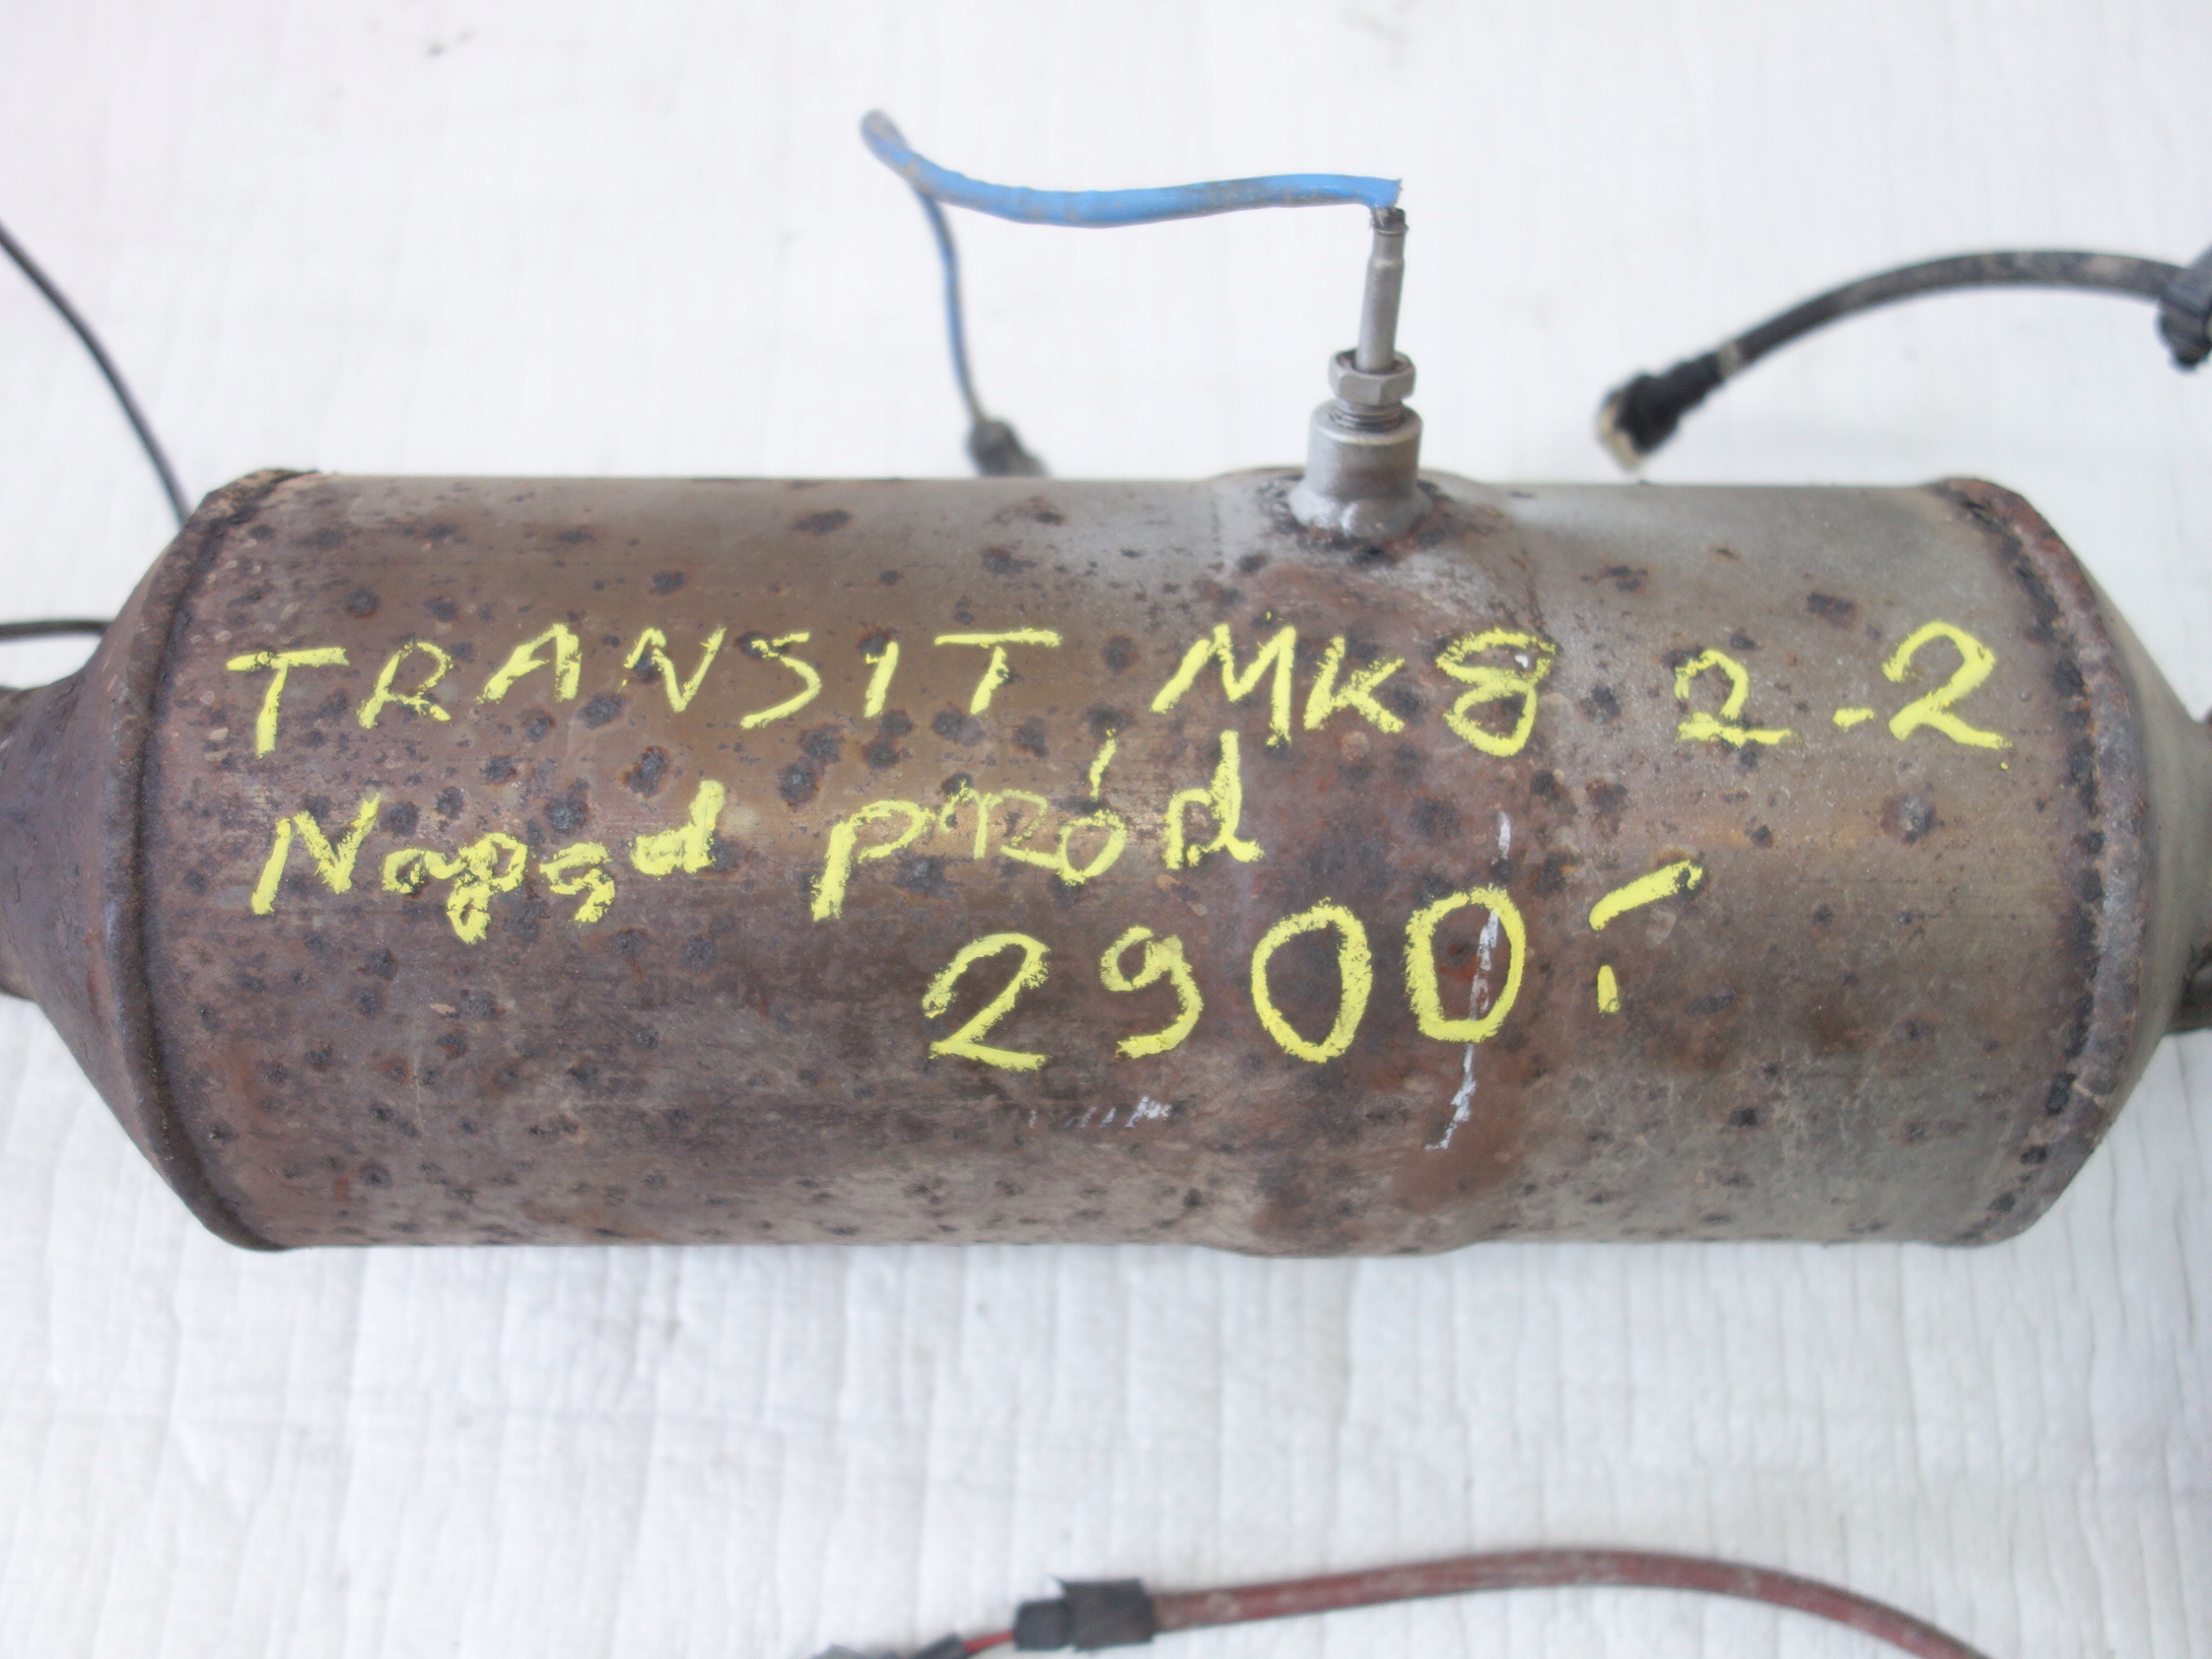 TRANSIT MK8 2.2
Napęd przód
2900,-